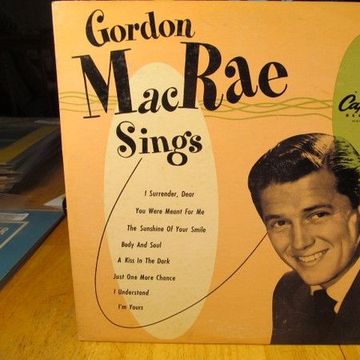 Gordon
MacRae
Sings
I Surrender, Dear
You Were Meant For Me
The Sunshine Of Your Smile
Body And Soul
A Kiss In The Dark
Just One More Chance
I Understand
I'm Yours